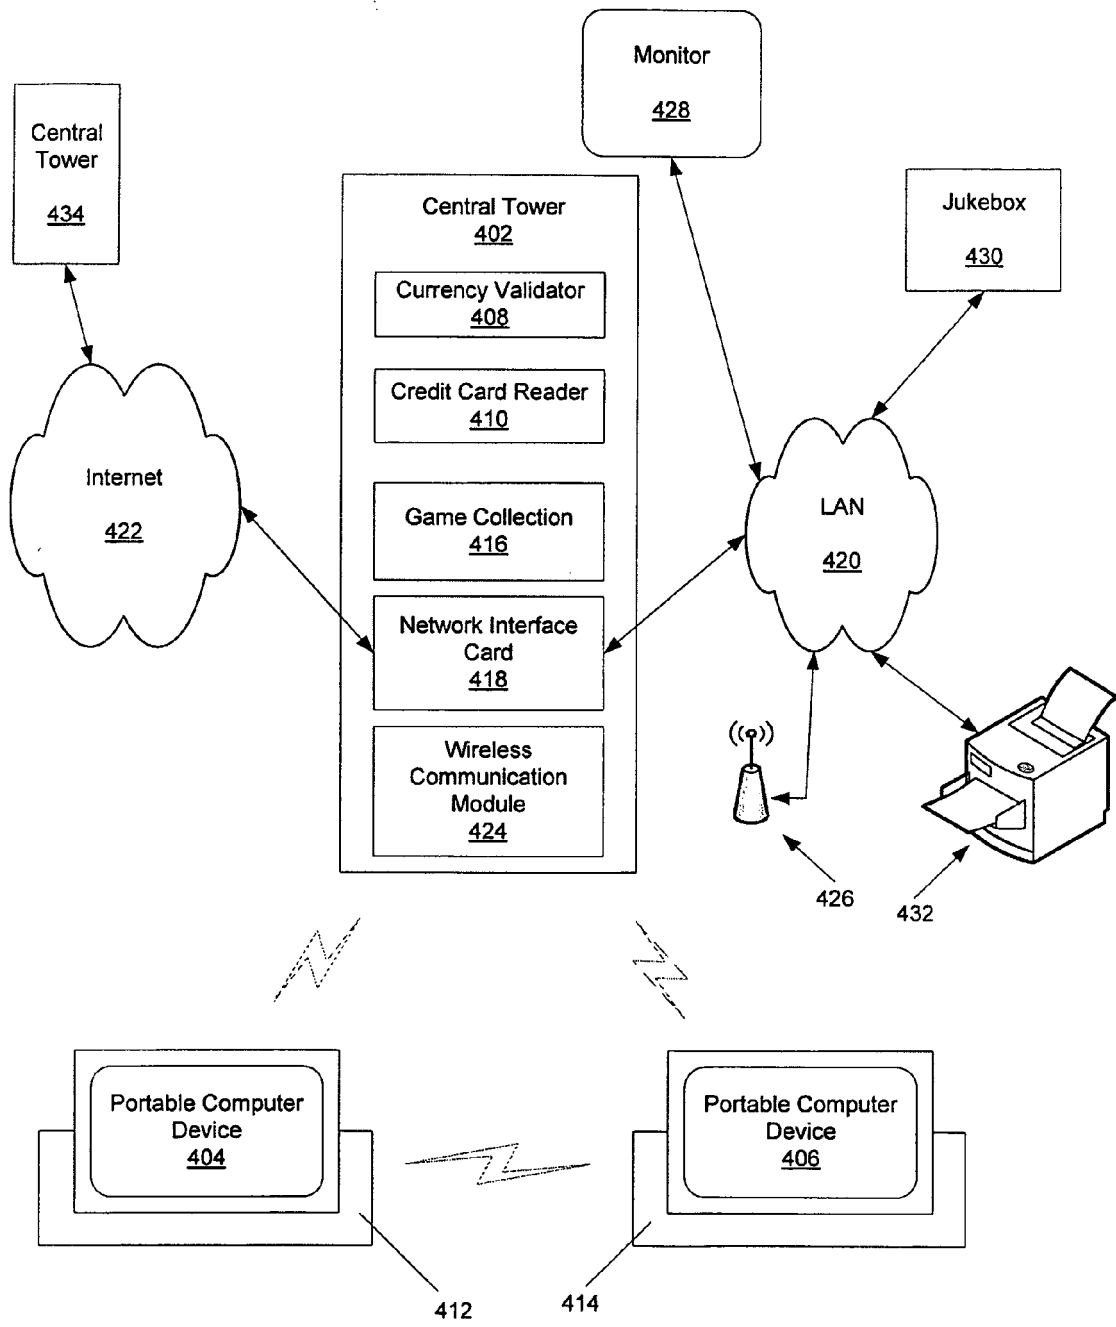 Monitor
428
Central
Tower
434
Central Tower
402
Jukebox
430
Currency Validator
408
Credit Card Reader
410
Internet
422
Game Collection
416
LAN
420
Network Interface
Card
418
Wireless
Communication
Module
424
426
432
Portable Computer
Device
404
Portable Computer
Device
406
412
414